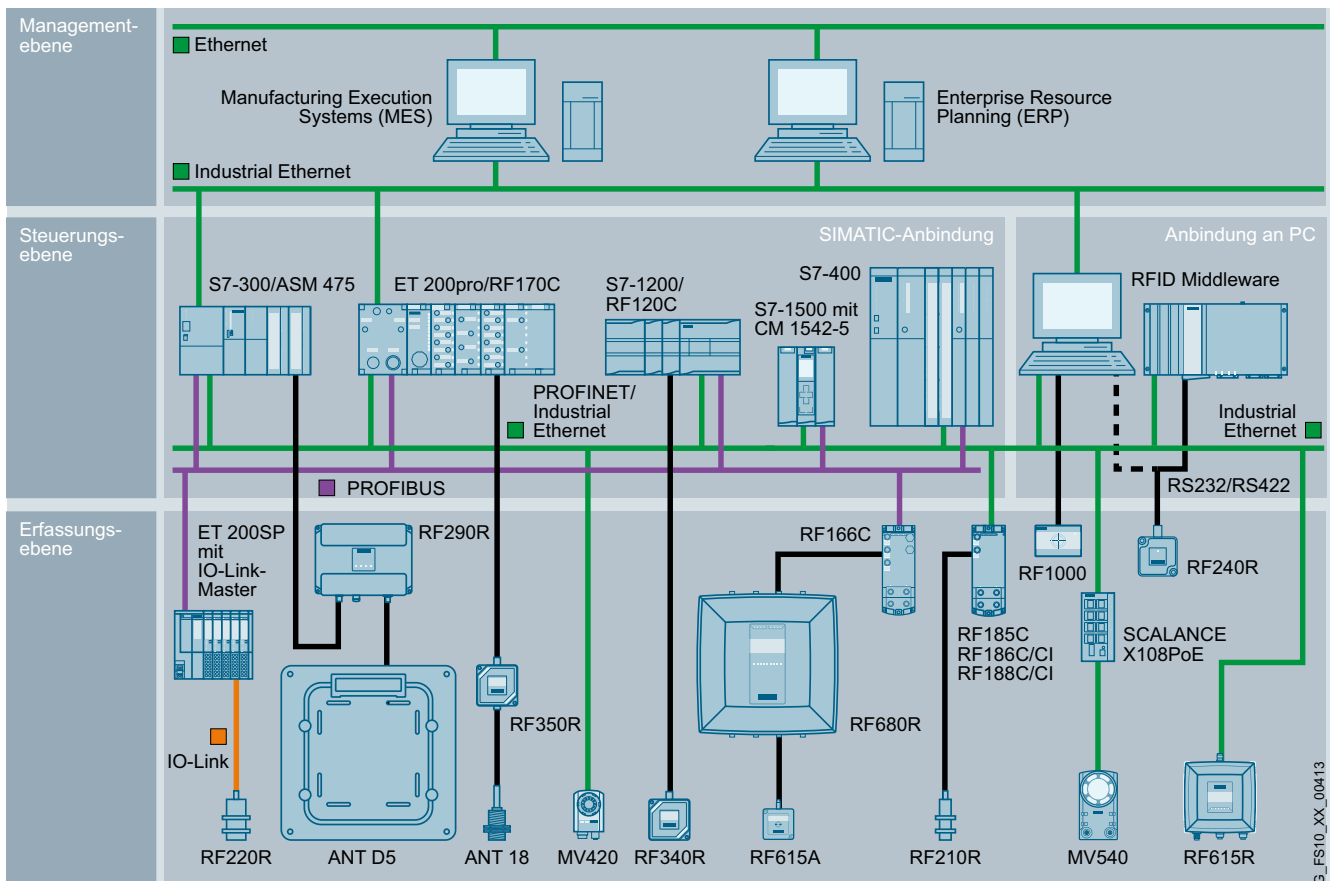 Management-
ebene
Ethernet
Manufacturing Execution
Systems (MES)
Enterprise Resource
Planning (ERP)
Industrial Ethernet
Steuerungs-
ebene
SIMATIC-Anbindung
Anbindung an PC
S7-300/ASM 475
ET 200pro/RF170C
S7-1200/
RF120C
S7-1500 mit
CM 1542-5
S7-400
RFID Middleware
PROFINET/
Industrial
Ethernet
Industrial
Ethernet
PROFIBUS
RS232/RS422
Erfassungs-
ebene
ET 200SP
mit
IO-Link-
Master
RF290R
RF166C
RF1000
RF240R
RF185C
RF186C/CI
RF188C/CI
SCALANCE
X108PoE
RF350R
RF680R
IO-Link
RF220R
ANT D5
ANT 18
MV420
RF340R
RF615A
RF210R
MV540
RF615R
G_FS10_XX_00413